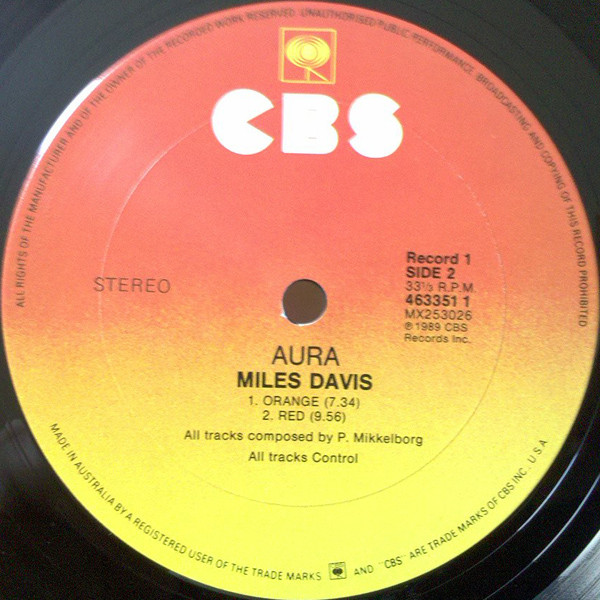 ALL RIGHTS OF THE MANUFACTURER AND OF THE OWNER OF THE RECORDED WORK RESERVED. UNAUTHORISED PUBLIC PERFORMANCE, BROADCASTING AND COPYING OF THIS RECORD PROHIBITED
CBS
STEREO
Record 1
SIDE 2
33⅓ R.P.M.
463351 1
MX253026
℗ 1989 CBS
Records Inc.
AURA
MILES DAVIS
1. ORANGE (7.34)
2. RED (9.56)
All tracks composed by P. Mikkelborg
All tracks Control
MADE IN AUSTRALIA BY A REGISTERED USER OF THE TRADE MARKS AND "CBS" ARE TRADE MARKS OF CBS INC., U.S.A.